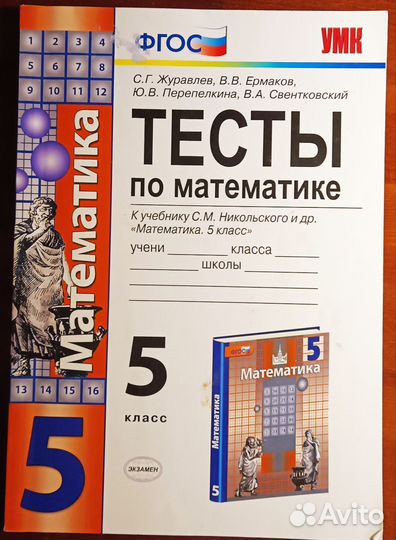 1 2 3 4
5 6 7 8
9 10 11 12
ФГОС
УМК
С.Г. Журавлев, В.В. Ермаков,
Ю.В. Перепелкина, В.А. Свентковский
ТЕСТЫ
по математике
К учебнику С.М. Никольского и др.
«Математика. 5 класс»
учени класса
школы
Математика
13 14 15 16
5
5
класс
ЭКЗАМЕН
ФГОС
5
Математика
Математика
Avito